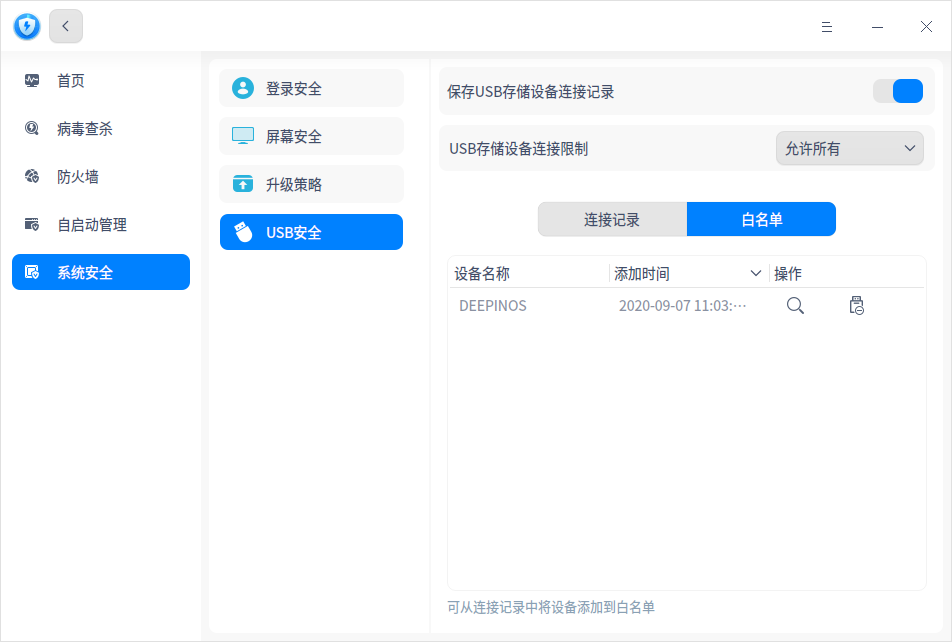 首页
病毒查杀
防火墙
自启动管理
系统安全
登录安全
屏幕安全
升级策略
USB安全
保存USB存储设备连接记录
USB存储设备连接限制
允许所有
连接记录
白名单
设备名称
添加时间
操作
DEEPINOS
2020-09-07 11:03:···
可从连接记录中将设备添加到白名单